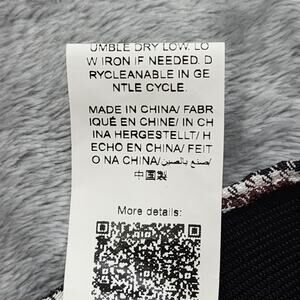 UMBLE DRY LOW. LO
W IRON IF NEEDED. D
RYCLEANABLE IN GE
NTLE CYCLE.
MADE IN CHINA/ FABR
IQUÉ EN CHINE/ IN CH
INA HERGESTELLT/ H
ECHO EN CHINA/ FEIT
O NA CHINA/صنع بالصين/
中国製
More details: